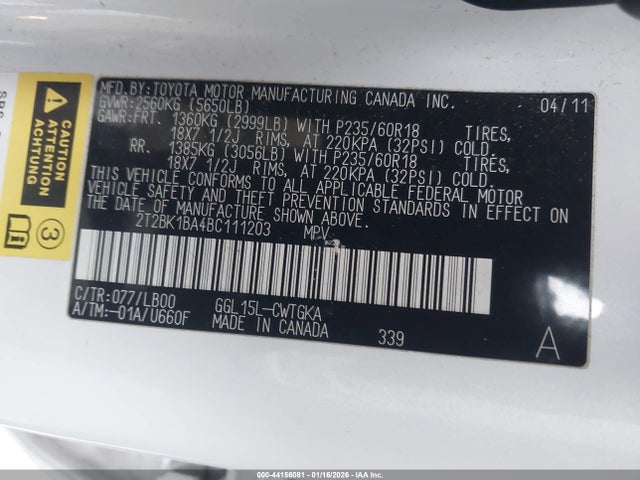 MFD.BY:TOYOTA MOTOR MANUFACTURING CANADA INC. 04/11
GVWR:2560KG (5650LB)
GAWR:FRT. 1360KG (2999LB) WITH P235/60R18 TIRES,
18X7 1/2J RIMS, AT 220KPA (32PSI) COLD.
RR. 1385KG (3056LB) WITH P235/60R18 TIRES,
18X7 1/2J RIMS, AT 220KPA (32PSI) COLD.
THIS VEHICLE CONFORMS TO ALL APPLICABLE FEDERAL MOTOR
VEHICLE SAFETY AND THEFT PREVENTION STANDARDS IN EFFECT ON
THE DATE OF MANUFACTURE SHOWN ABOVE.
2T2BK1BA4BC111203 MPV
C/TR:077/LB00 GGL15L-CWTGKA
A/TM:-01A/U660F MADE IN CANADA 339 A
CAUTION
ATTENTION
3
000-44156081 - 01/16/2026 - IAAI.COM